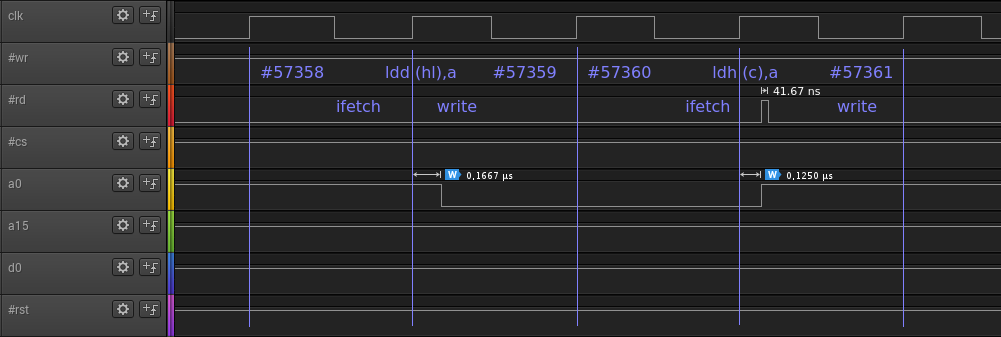 clk
#wr
#57358 ldd (hl),a #57359 #57360 ldh (c),a #57361
#rd
41.67 ns
ifetch write ifetch write
#cs
a0
W 0,1667 µs W 0,1250 µs
a15
d0
#rst